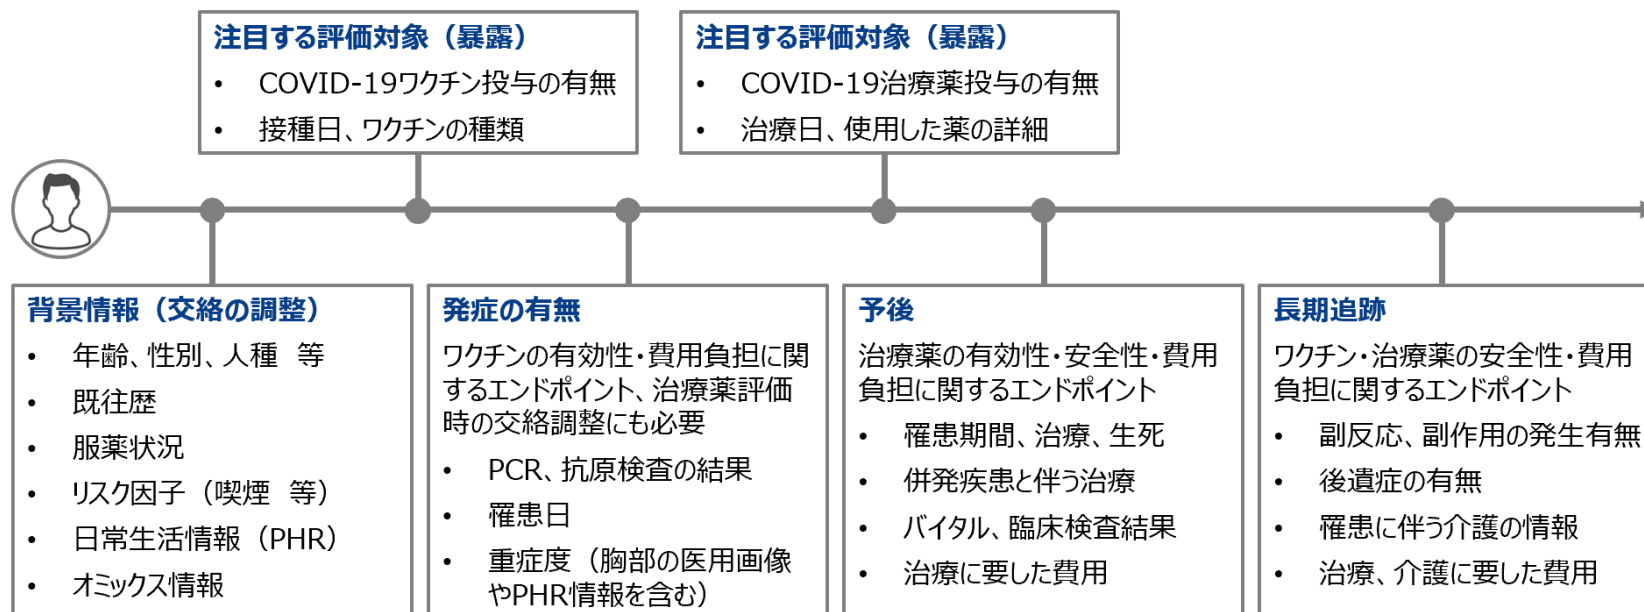 注目する評価対象（暴露）
• COVID-19ワクチン投与の有無
• 接種日、ワクチンの種類
注目する評価対象（暴露）
• COVID-19治療薬投与の有無
• 治療日、使用した薬の詳細
背景情報（交絡の調整）
• 年齢、性別、人種　等
• 既往歴
• 服薬状況
• リスク因子（喫煙　等）
• 日常生活情報（PHR）
• オミックス情報
発症の有無
ワクチンの有効性・費用負担に関
するエンドポイント、治療薬評価
時の交絡調整にも必要
• PCR、抗原検査の結果
• 罹患日
• 重症度（胸部の医用画像
やPHR情報を含む）
予後
治療薬の有効性・安全性・費用
負担に関するエンドポイント
• 罹患期間、治療、生死
• 併発疾患と伴う治療
• バイタル、臨床検査結果
• 治療に要した費用
長期追跡
ワクチン・治療薬の安全性・費用
負担に関するエンドポイント
• 副反応、副作用の発生有無
• 後遺症の有無
• 罹患に伴う介護の情報
• 治療、介護に要した費用